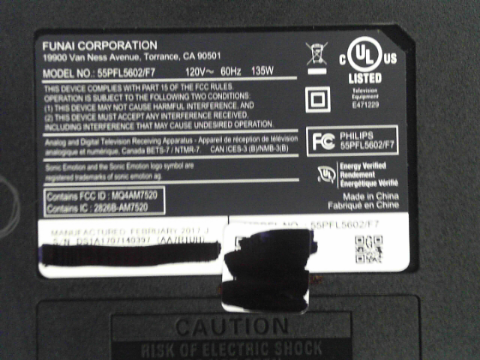 FUNAI CORPORATION
19900 Van Ness Avenue, Torrance, CA 90501
MODEL NO. : 55PFL5602/F7 120V~ 60Hz 135W
THIS DEVICE COMPLIES WITH PART 15 OF THE FCC RULES.
OPERATION IS SUBJECT TO THE FOLLOWING TWO CONDITIONS:
(1) THIS DEVICE MAY NOT CAUSE HARMFUL INTERFERENCE, AND
(2) THIS DEVICE MUST ACCEPT ANY INTERFERENCE RECEIVED,
INCLUDING INTERFERENCE THAT MAY CAUSE UNDESIRED OPERATION.
Analog and Digital Television Receiving Apparatus - Appareil de réception de télévision
analogique et numérique, Canada BETS-7 / NTMR-7. CAN ICES-3 (B)/NMB-3(B)
Sonic Emotion and Sonic Emotion logo symbol are
registered trademarks of sonic emotion ag.
Contains FCC ID : MQ4AM7520
Contains IC : 2826B-AM7520
C UL US
LISTED
Television
Equipment
E471229
FC PHILIPS
55PFL5602/F7
Energy Verified
Rendement
Énergétique Vérifié
Made in China
Fabriqué en Chine
MANUFACTURED: FEBRUARY 2017
S/N
NO. 55PFL5602/F7
CAUTION
RISK OF ELECTRIC SHOCK